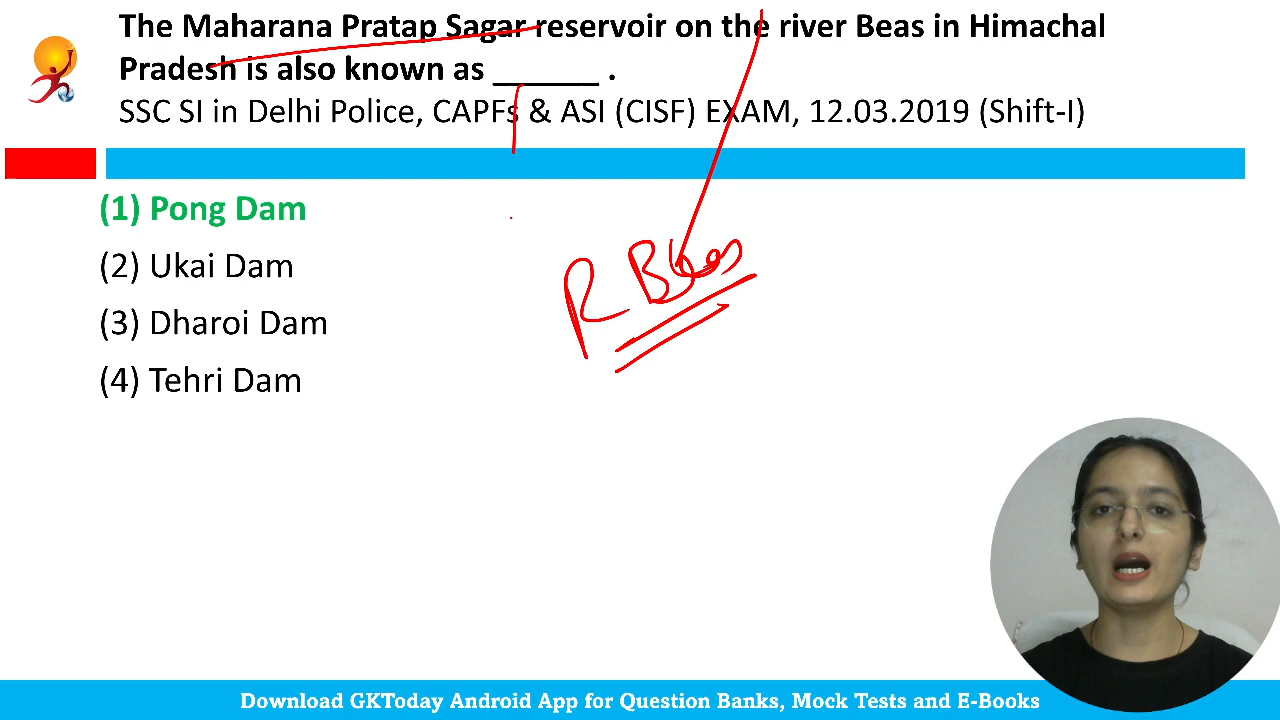 The Maharana Pratap Sagar reservoir on the river Beas in Himachal
Pradesh is also known as ______ .
SSC SI in Delhi Police, CAPFs & ASI (CISF) EXAM, 12.03.2019 (Shift-I)
(1) Pong Dam
(2) Ukai Dam
R Beas
(3) Dharoi Dam
(4) Tehri Dam
Download GKToday Android App for Question Banks, Mock Tests and E-Books